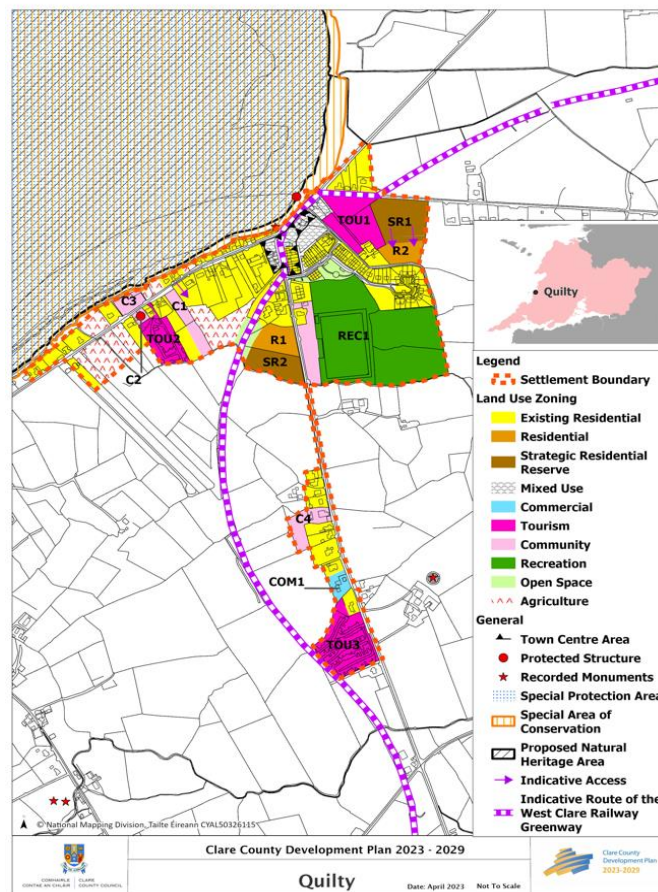 TOU1
SR1
R2
C3
C1
TOU2
C2
R1
SR2
REC1
C4
COM1
TOU3
Quilty
Legend
Settlement Boundary
Land Use Zoning
Existing Residential
Residential
Strategic Residential
Reserve
Mixed Use
Commercial
Tourism
Community
Recreation
Open Space
Agriculture
General
Town Centre Area
Protected Structure
Recorded Monuments
Special Protection Area
Special Area of
Conservation
Proposed Natural
Heritage Area
Indicative Access
Indicative Route of the
West Clare Railway
Greenway
© National Mapping Division_Tailte Éireann CYAL50326115
Clare County Development Plan 2023 - 2029
COMHAIRLE
CONTAE AN CHLÁIR
CLARE
COUNTY COUNCIL
Quilty
Date: April 2023 Not To Scale
Clare County
Development Plan
2023-2029